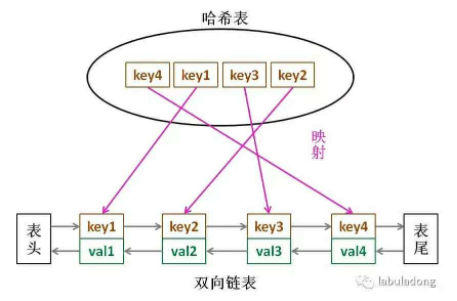 哈希表
key4 key1 key3 key2
映射
表头 key1 key2 key3 key4 表尾
val1 val2 val3 val4
双向链表
labuladong